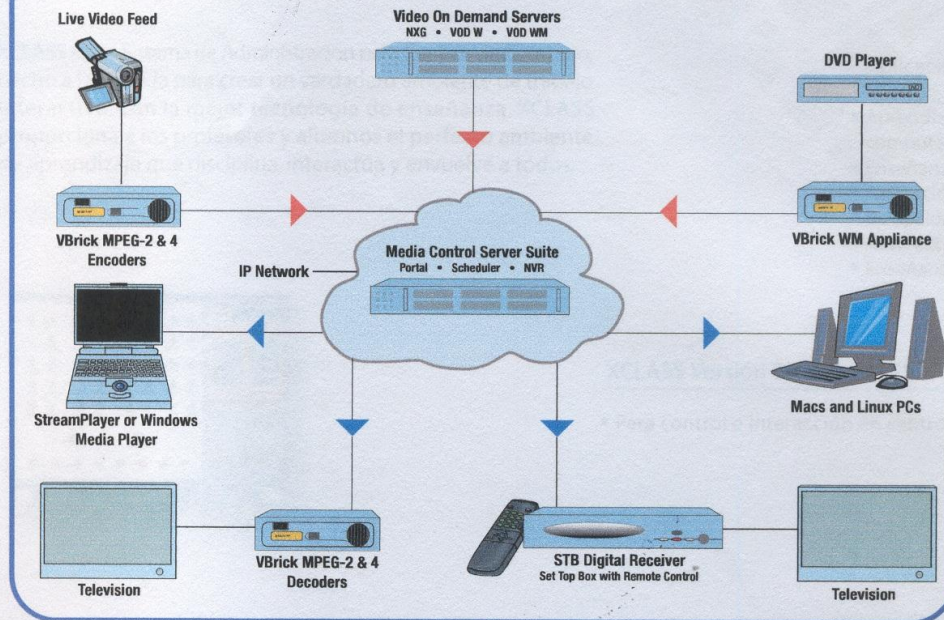 Live Video Feed
Video On Demand Servers
NXG • VOD W • VOD WM
DVD Player
VBrick MPEG-2 & 4
Encoders
VBrick WM Appliance
IP Network
Media Control Server Suite
Portal • Scheduler • NVR
StreamPlayer or Windows
Media Player
Macs and Linux PCs
Television
VBrick MPEG-2 & 4
Decoders
STB Digital Receiver
Set Top Box with Remote Control
Television